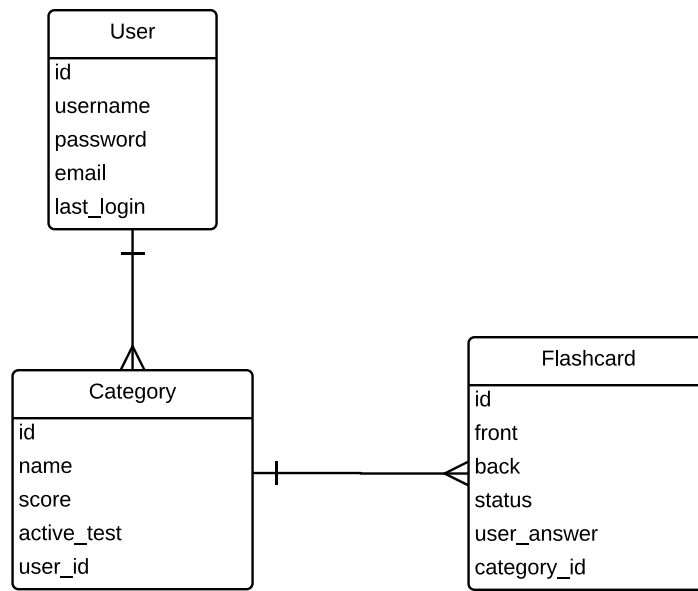 User
id
username
password
email
last_login
Category
id
name
score
active_test
user_id
Flashcard
id
front
back
status
user_answer
category_id